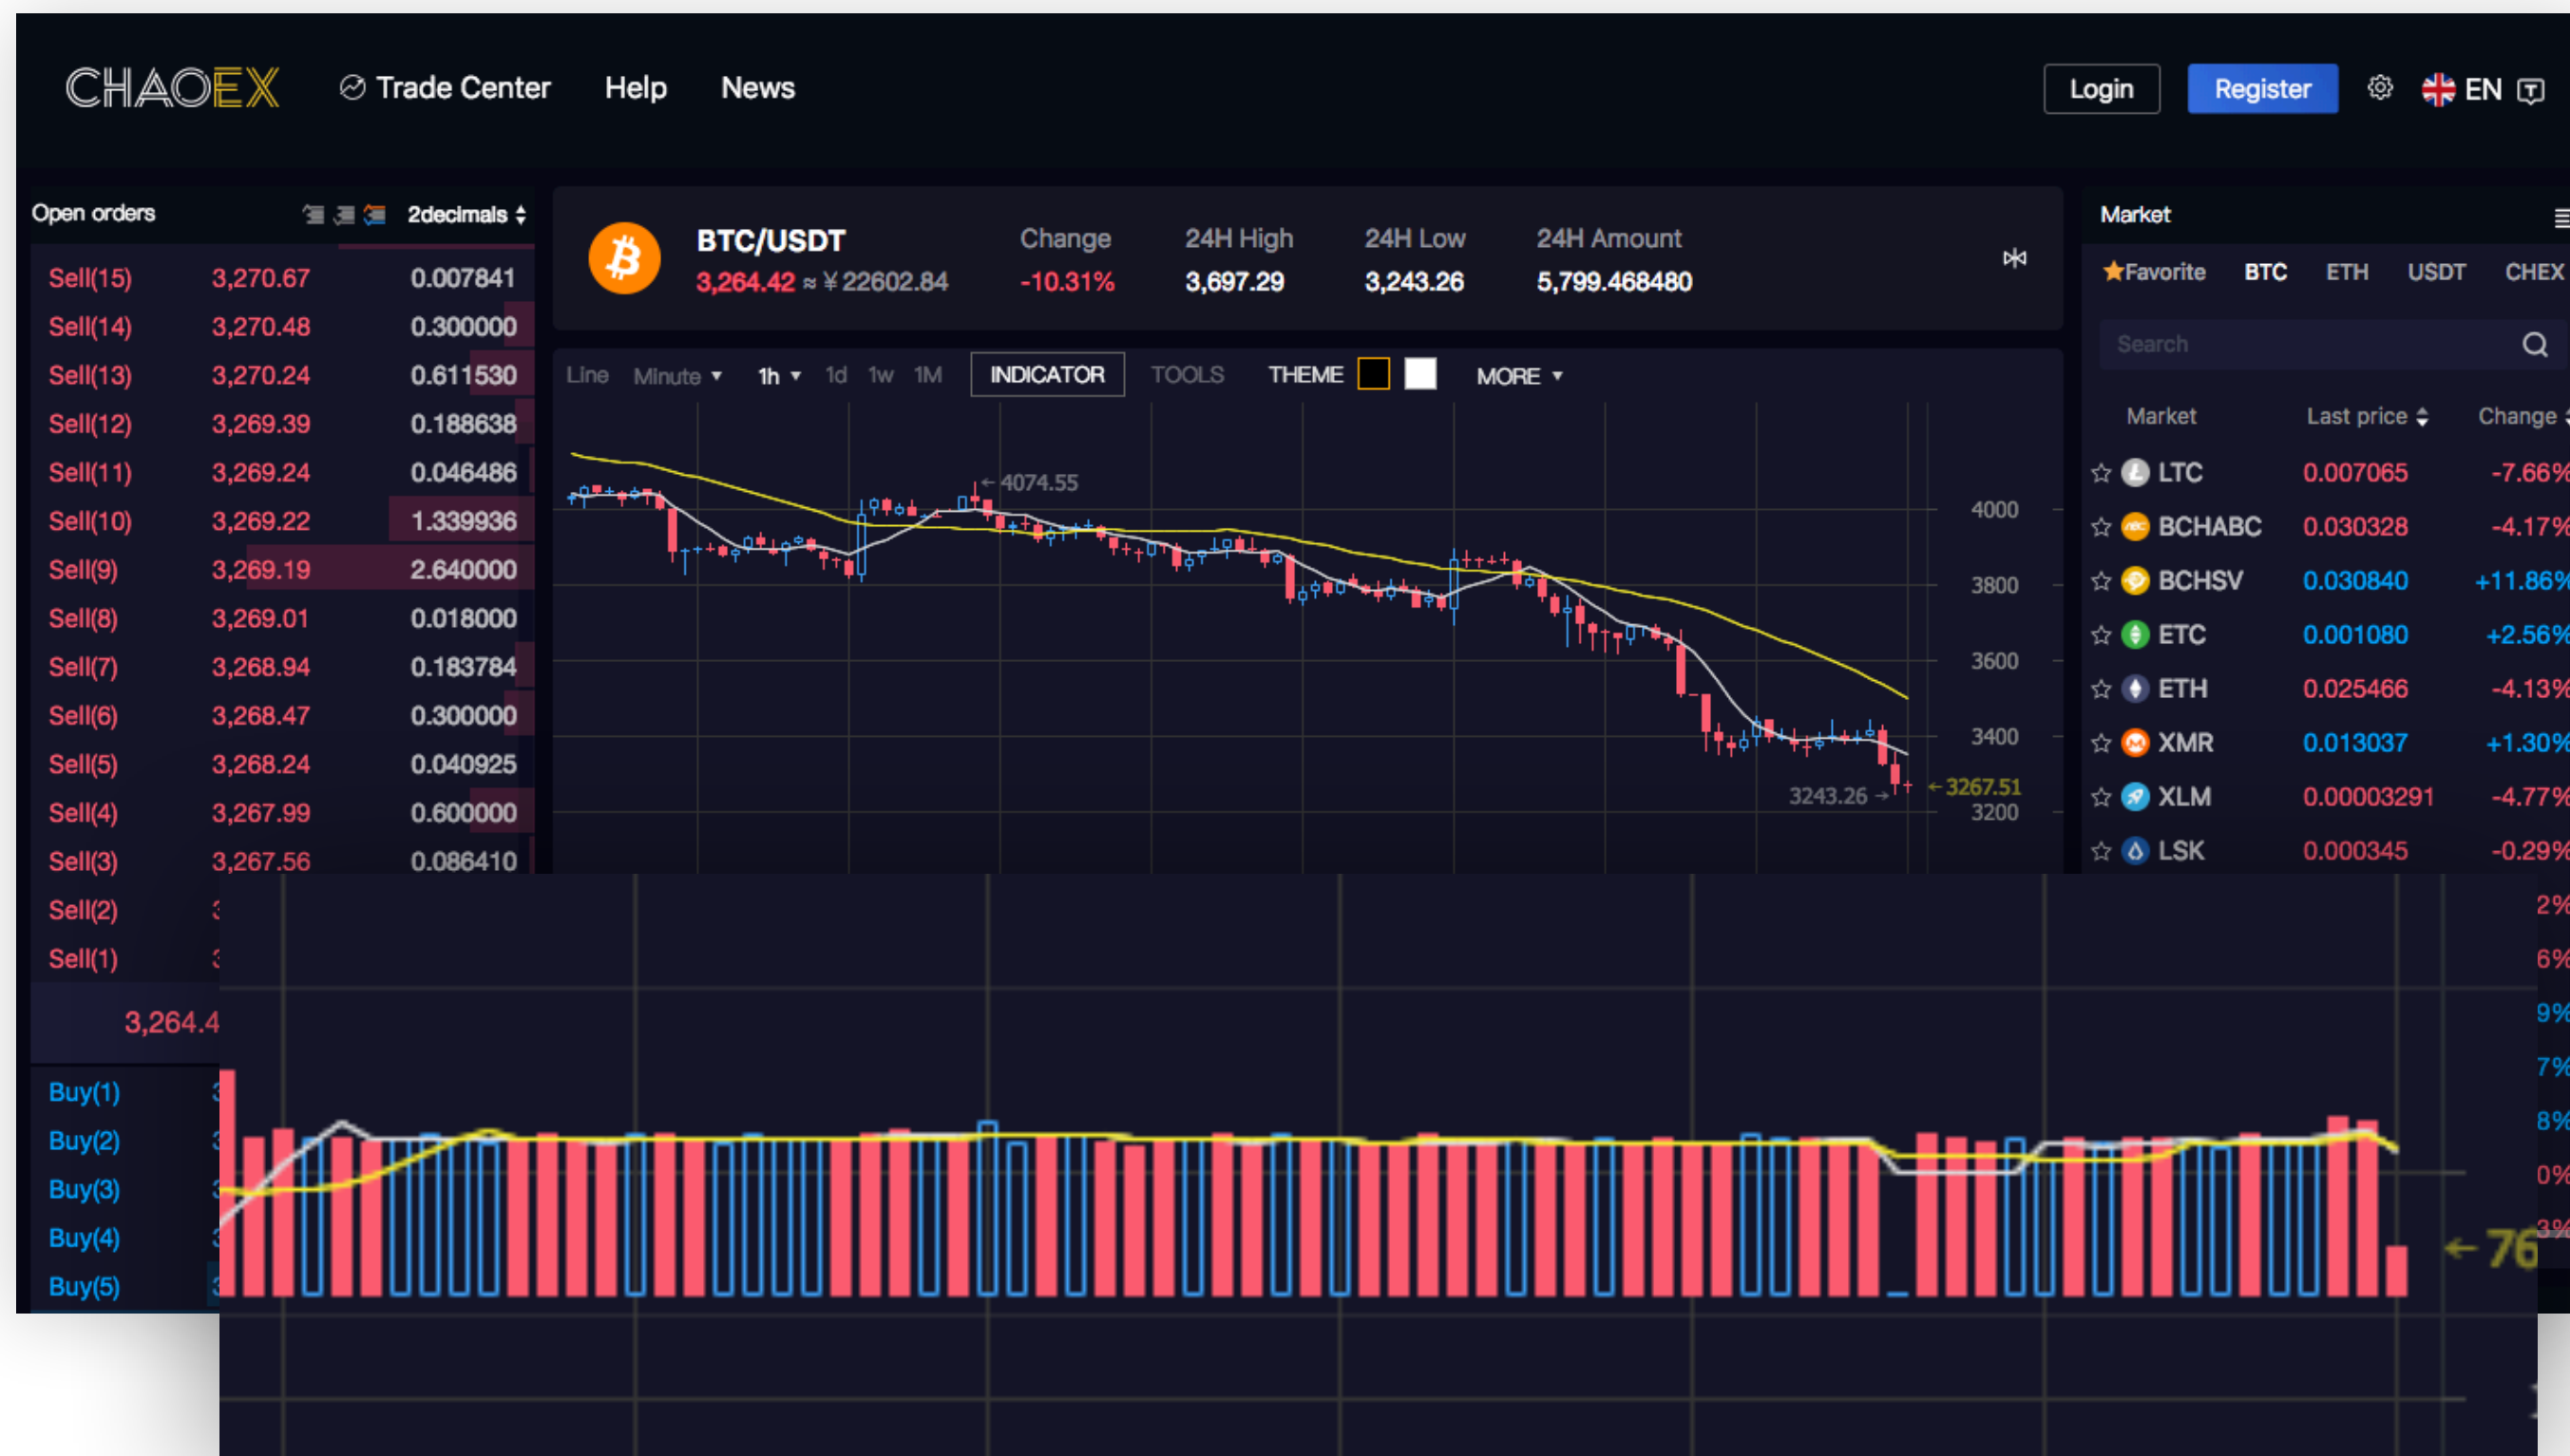 CHAOEX Trade Center Help News Login Register EN
Open orders 2decimals
Sell(15) 3,270.67 0.007841
Sell(14) 3,270.48 0.300000
Sell(13) 3,270.24 0.611530
Sell(12) 3,269.39 0.188638
Sell(11) 3,269.24 0.046486
Sell(10) 3,269.22 1.339936
Sell(9) 3,269.19 2.640000
Sell(8) 3,269.01 0.018000
Sell(7) 3,268.94 0.183784
Sell(6) 3,268.47 0.300000
Sell(5) 3,268.24 0.040925
Sell(4) 3,267.99 0.600000
Sell(3) 3,267.56 0.086410
Sell(2)
Sell(1)
3,264.4
Buy(1)
Buy(2)
Buy(3)
Buy(4)
Buy(5)
BTC/USDT Change 24H High 24H Low 24H Amount
3,264.42 ≈ ¥ 22602.84 -10.31% 3,697.29 3,243.26 5,799.468480
Line Minute 1h 1d 1w 1M INDICATOR TOOLS THEME MORE
←4074.55
4000
3800
3600
3400
3243.26→
←3267.51
3200
←76
Market
Favorite BTC ETH USDT CHEX
Search
Market Last price Change
LTC 0.007065 -7.66%
BCHABC 0.030328 -4.17%
BCHSV 0.030840 +11.86%
ETC 0.001080 +2.56%
ETH 0.025466 -4.13%
XMR 0.013037 +1.30%
XLM 0.00003291 -4.77%
LSK 0.000345 -0.29%
2%
6%
9%
7%
8%
0%
3%